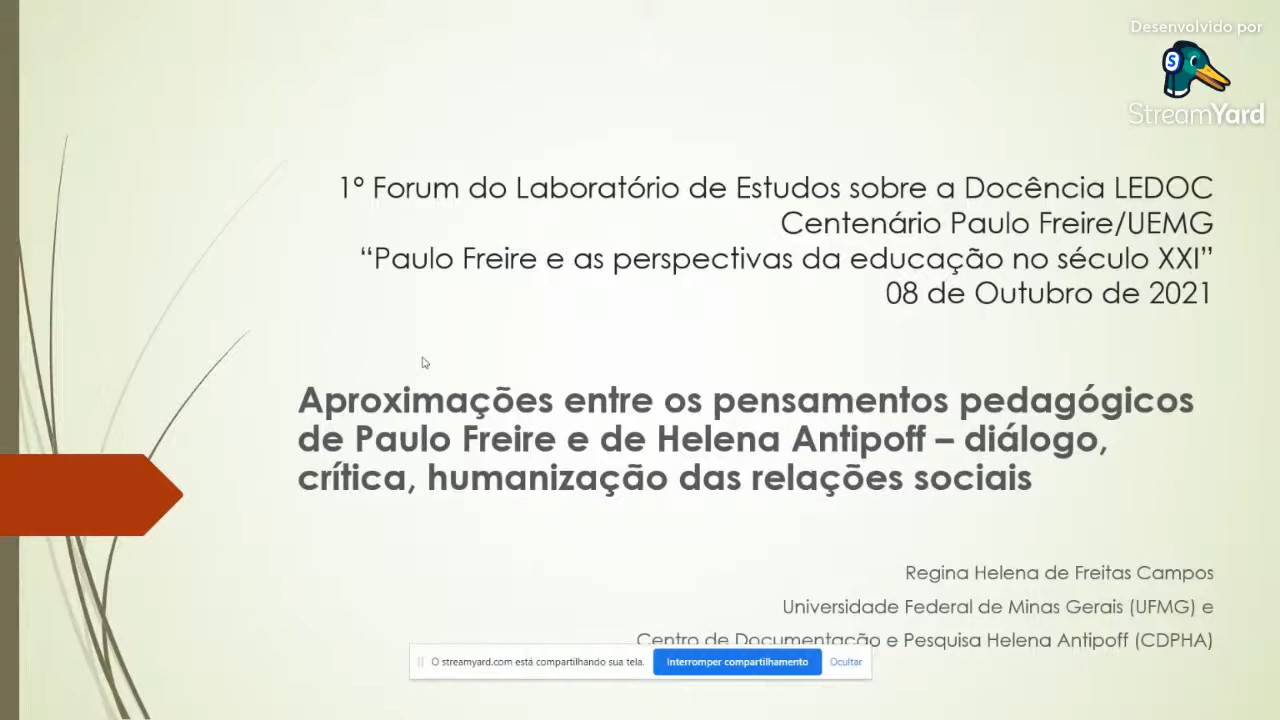 Desenvolvido por
S
StreamYard
1º Forum do Laboratório de Estudos sobre a Docência LEDOC
Centenário Paulo Freire/UEMG
“Paulo Freire e as perspectivas da educação no século XXI”
08 de Outubro de 2021
Aproximações entre os pensamentos pedagógicos
de Paulo Freire e de Helena Antipoff – diálogo,
crítica, humanização das relações sociais
Regina Helena de Freitas Campos
Universidade Federal de Minas Gerais (UFMG) e
Centro de Documentação e Pesquisa Helena Antipoff (CDPHA)
O streamyard.com está compartilhando sua tela. Interromper compartilhamento Ocultar